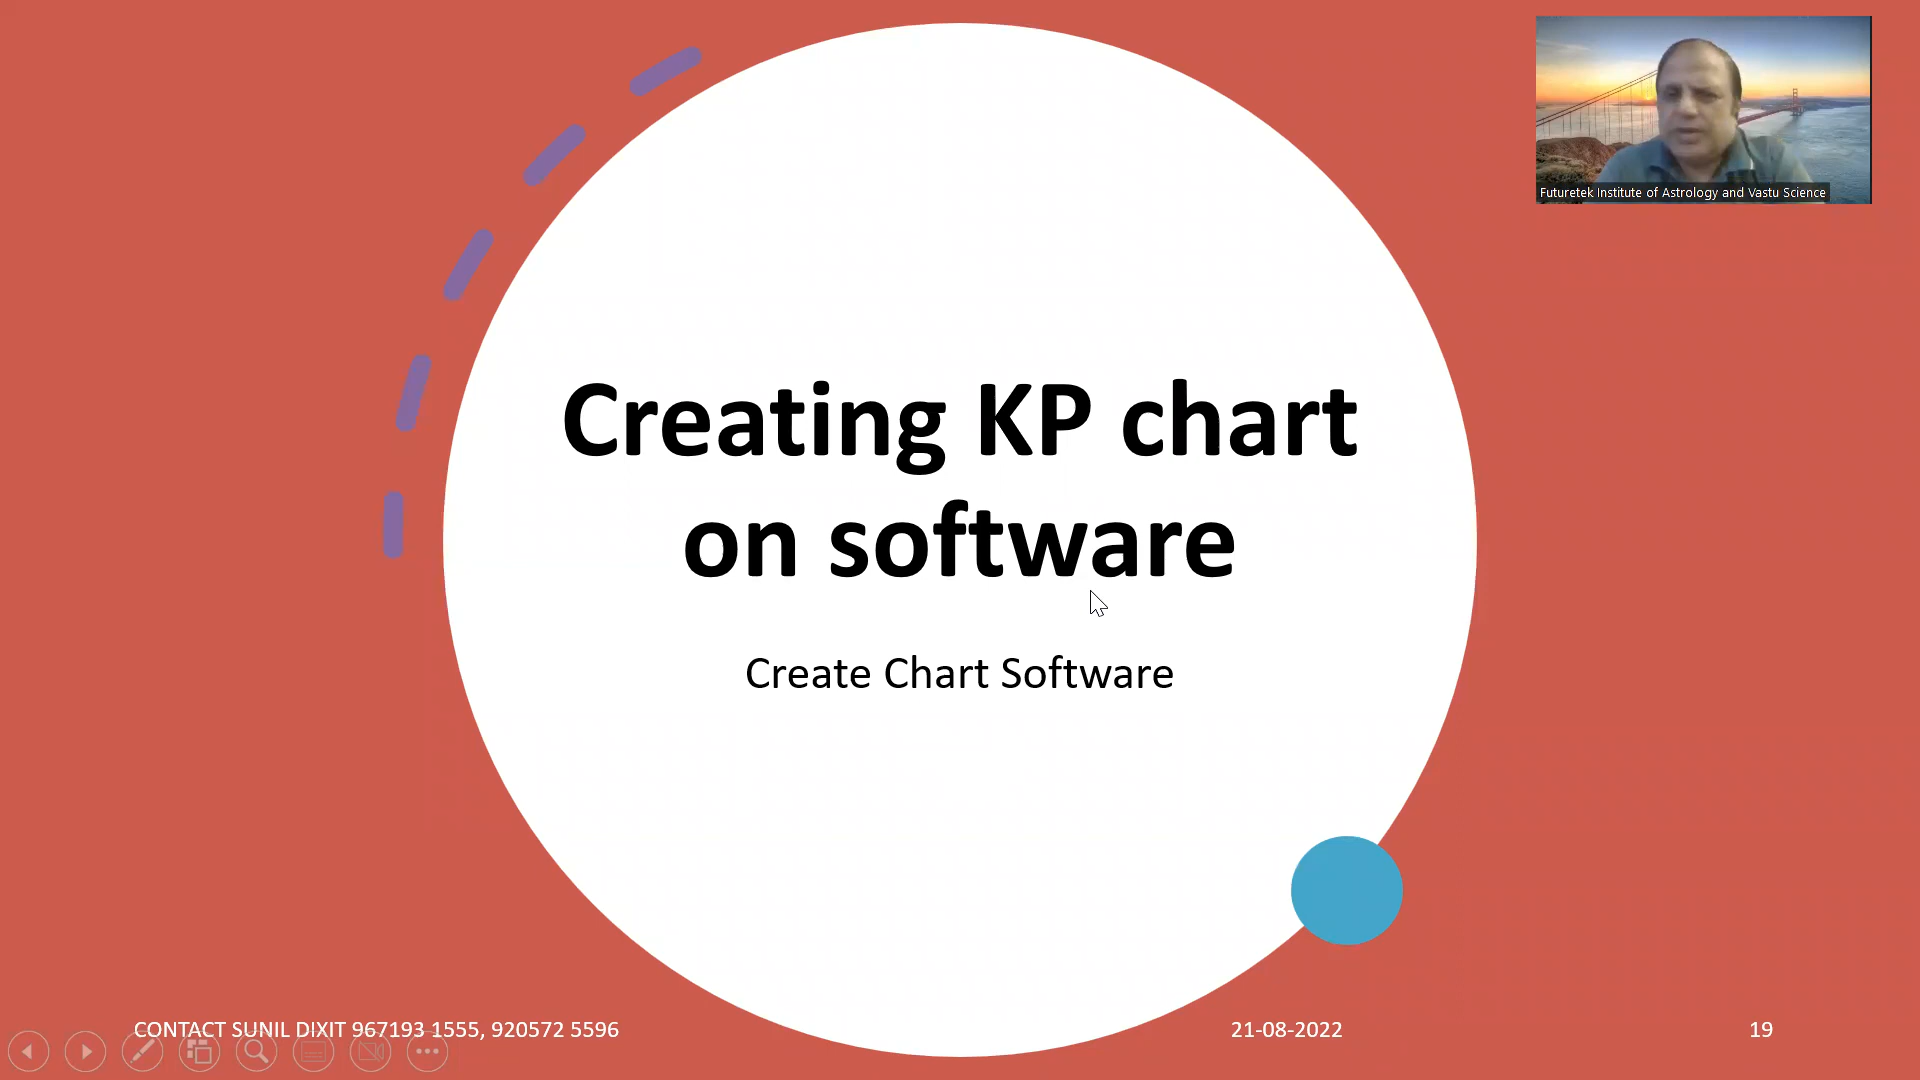 Futuretek Institute of Astrology and Vastu Science
Creating KP chart
on software
Create Chart Software
CONTACT SUNIL DIXIT 967193 1555, 920572 5596
21-08-2022
19